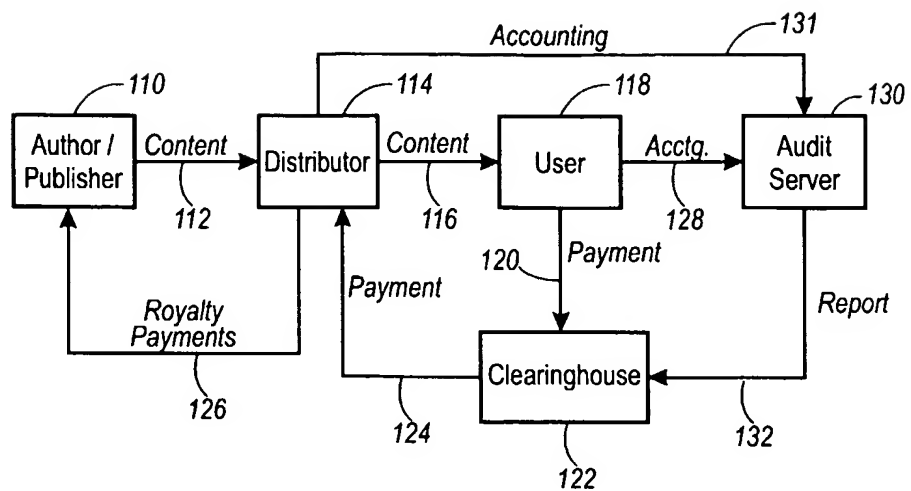 Accounting
131
110
114
118
130
Author /
Publisher
Content
112
Distributor
Content
116
User
Acctg.
128
Audit
Server
120
Payment
Payment
Royalty
Payments
126
Report
Clearinghouse
124
132
122